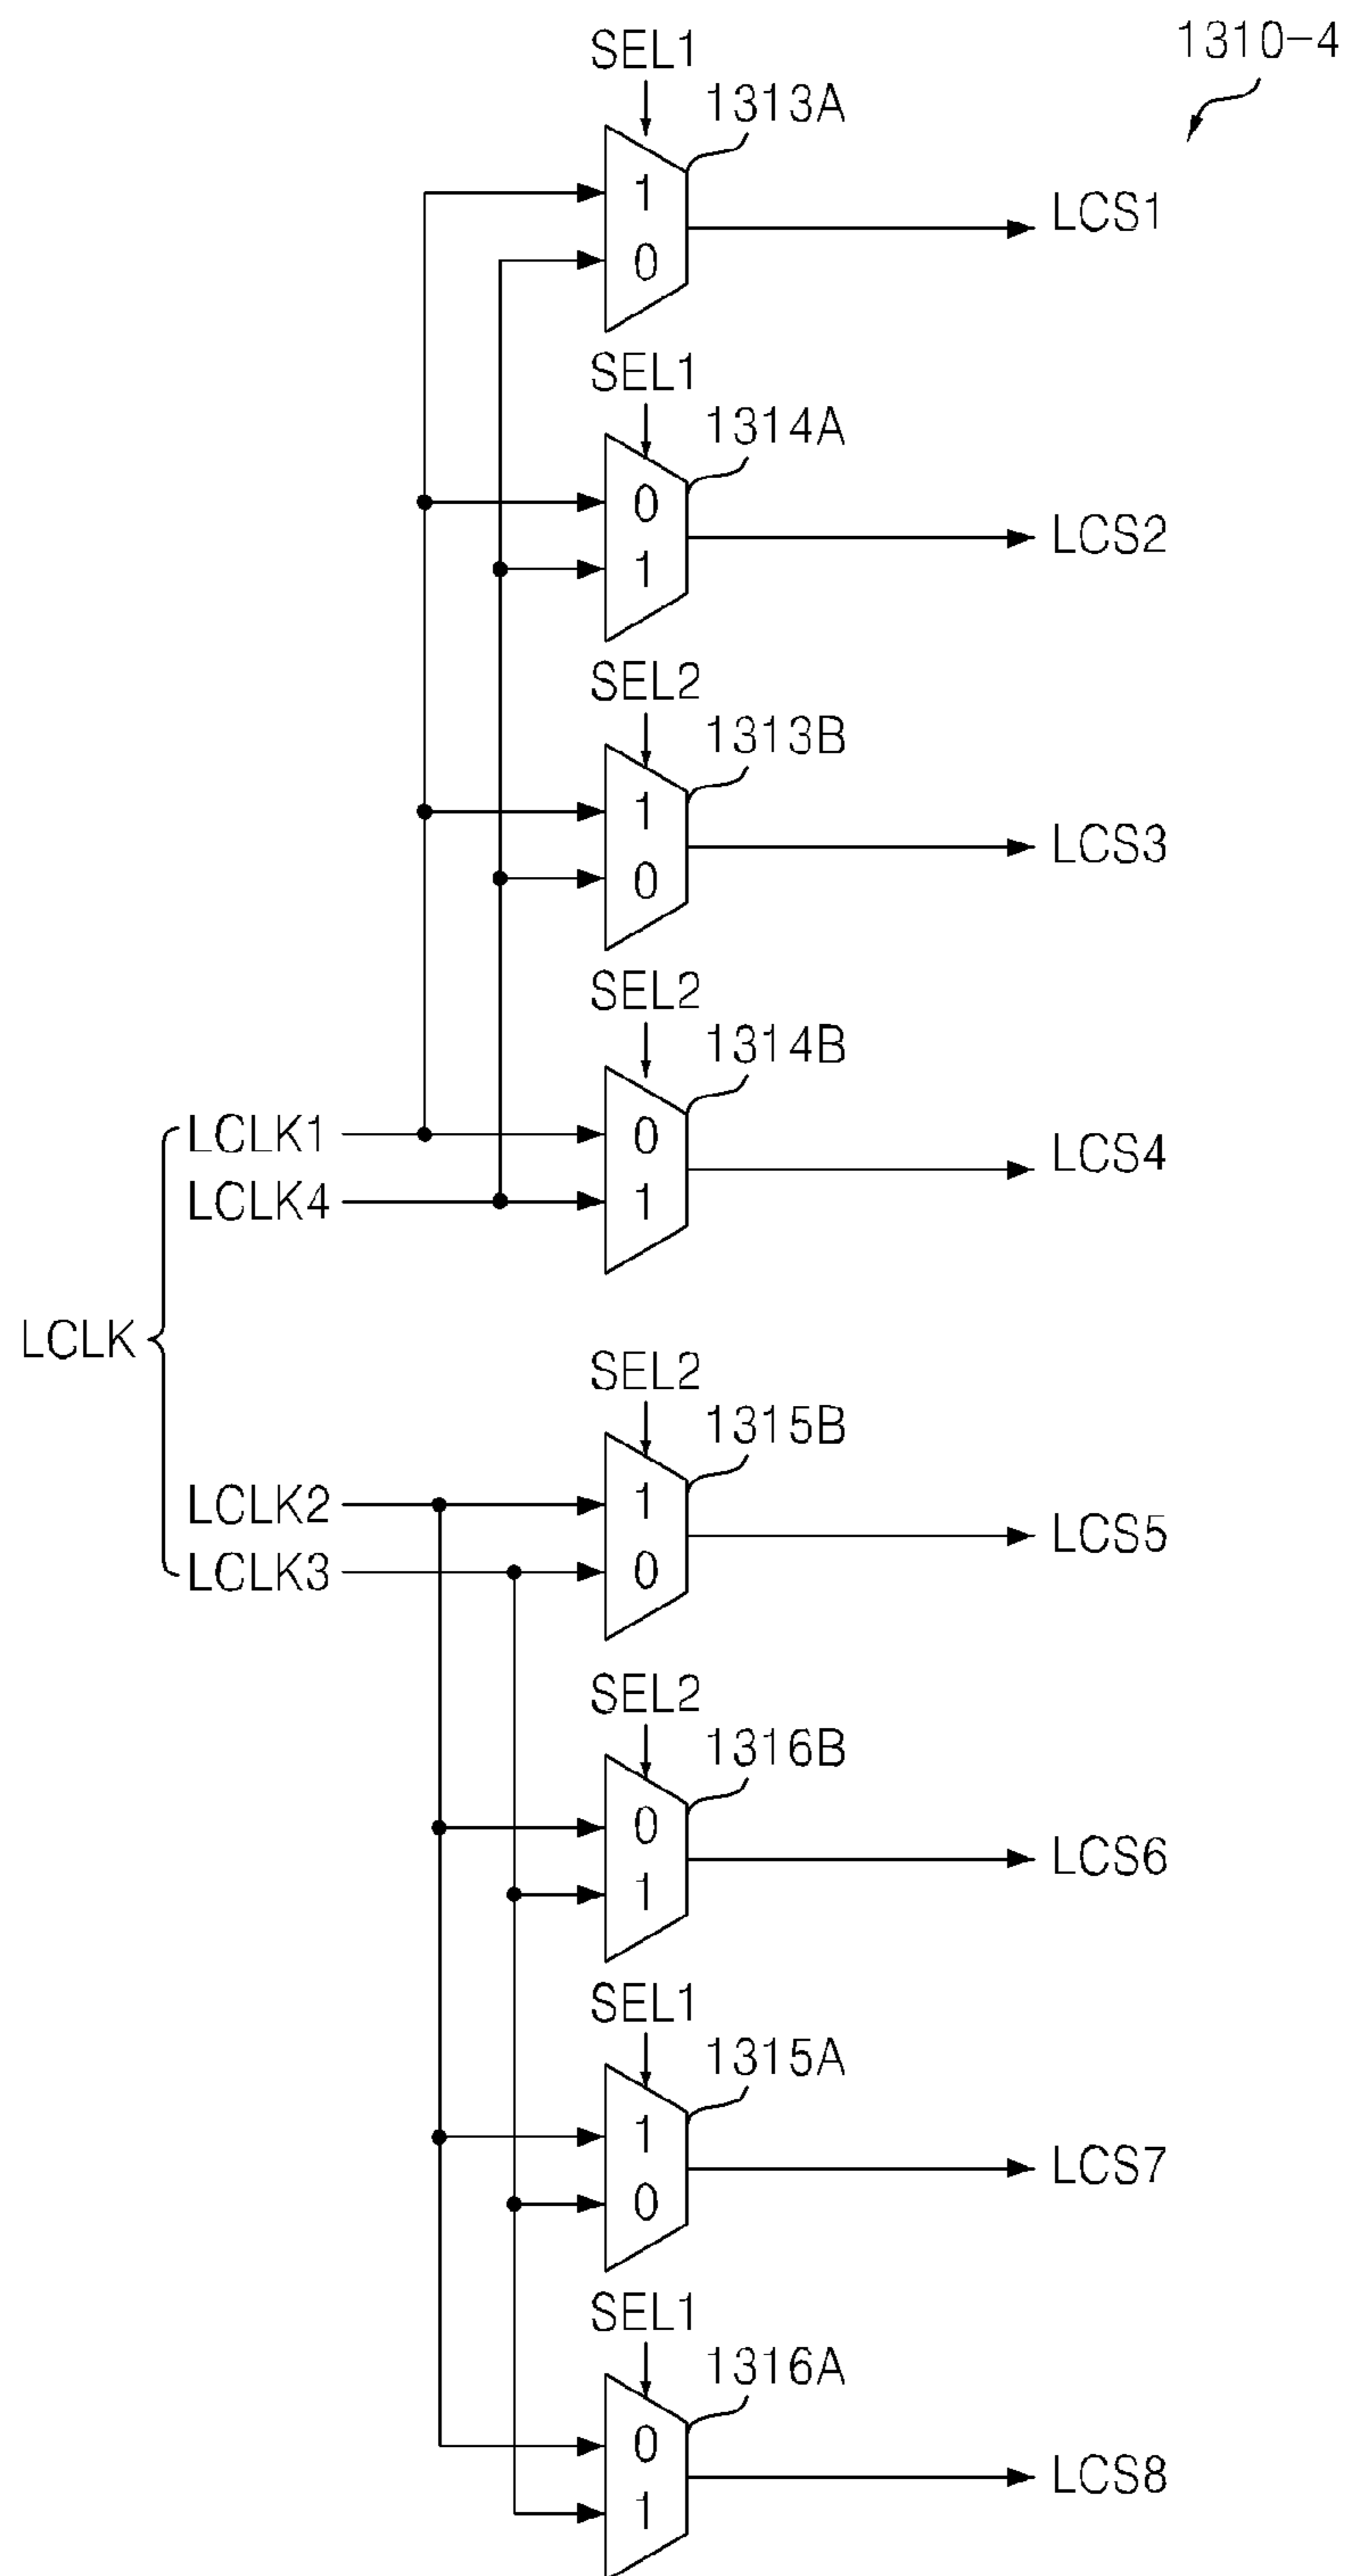 1310-4
SEL1
1313A
1
0
LCS1
SEL1
1314A
0
1
LCS2
SEL2
1313B
1
0
LCS3
SEL2
1314B
LCLK1
0
LCLK4
1
LCS4
LCLK
SEL2
1315B
LCLK2
1
LCLK3
0
LCS5
SEL2
1316B
0
1
LCS6
SEL1
1315A
1
0
LCS7
SEL1
1316A
0
1
LCS8